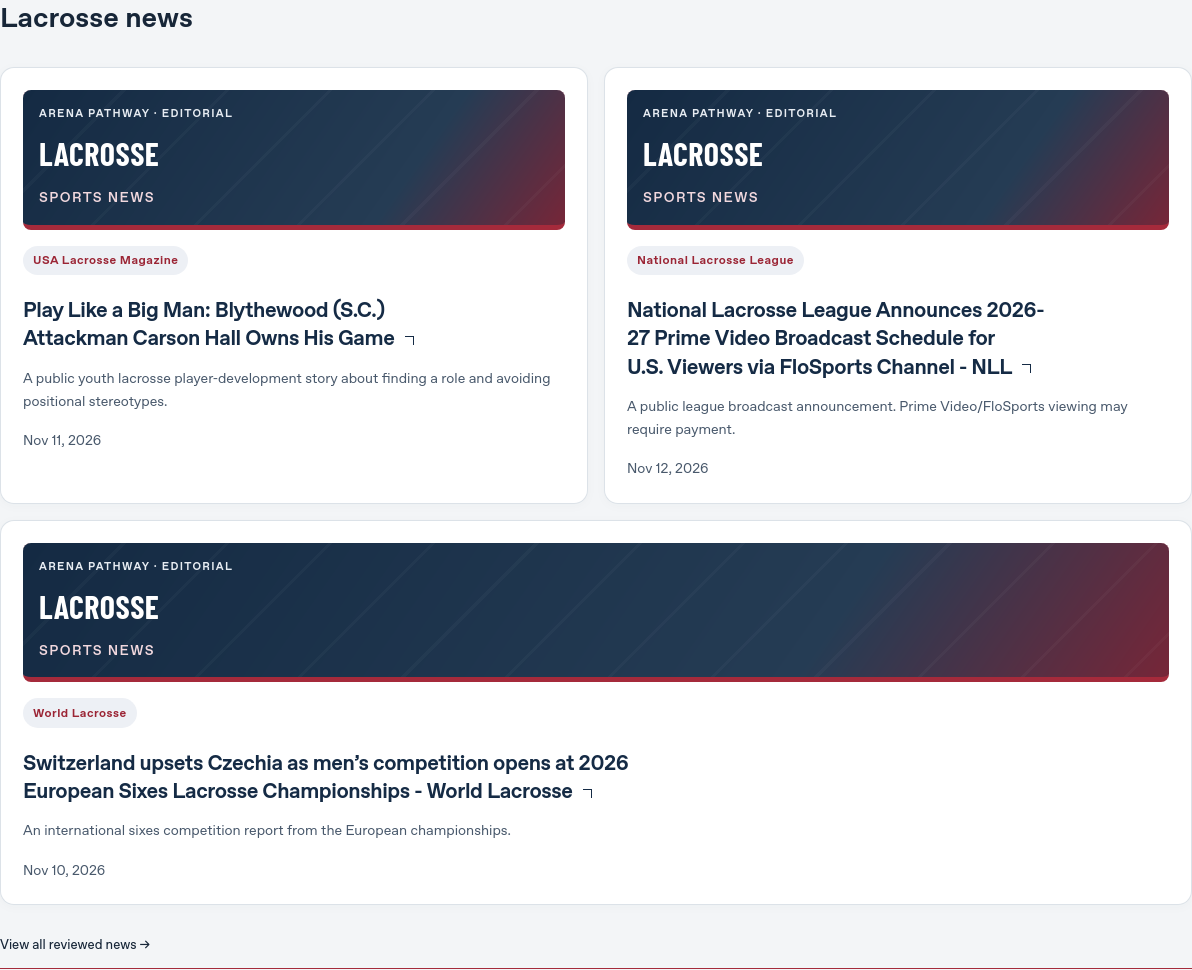 Lacrosse news
ARENA PATHWAY · EDITORIAL
LACROSSE
SPORTS NEWS
USA Lacrosse Magazine
Play Like a Big Man: Blythewood (S.C.)
Attackman Carson Hall Owns His Game
A public youth lacrosse player-development story about finding a role and avoiding
positional stereotypes.
Nov 11, 2026
ARENA PATHWAY · EDITORIAL
LACROSSE
SPORTS NEWS
National Lacrosse League
National Lacrosse League Announces 2026-
27 Prime Video Broadcast Schedule for
U.S. Viewers via FloSports Channel - NLL
A public league broadcast announcement. Prime Video/FloSports viewing may
require payment.
Nov 12, 2026
ARENA PATHWAY · EDITORIAL
LACROSSE
SPORTS NEWS
World Lacrosse
Switzerland upsets Czechia as men’s competition opens at 2026
European Sixes Lacrosse Championships - World Lacrosse
An international sixes competition report from the European championships.
Nov 10, 2026
View all reviewed news →